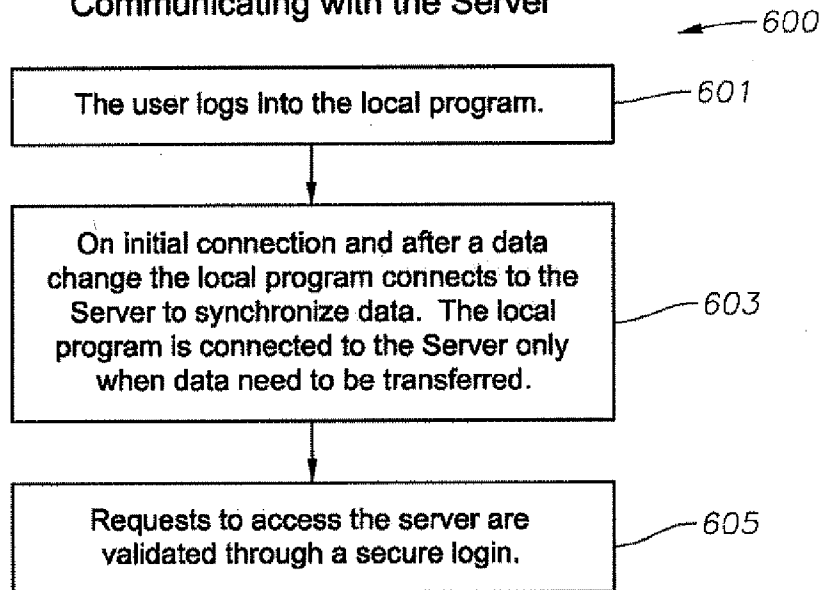 Communicating with the Server
600
The user logs into the local program.
601
On initial connection and after a data
change the local program connects to the
Server to synchronize data. The local
program is connected to the Server only
when data need to be transferred.
603
Requests to access the server are
validated through a secure login.
605